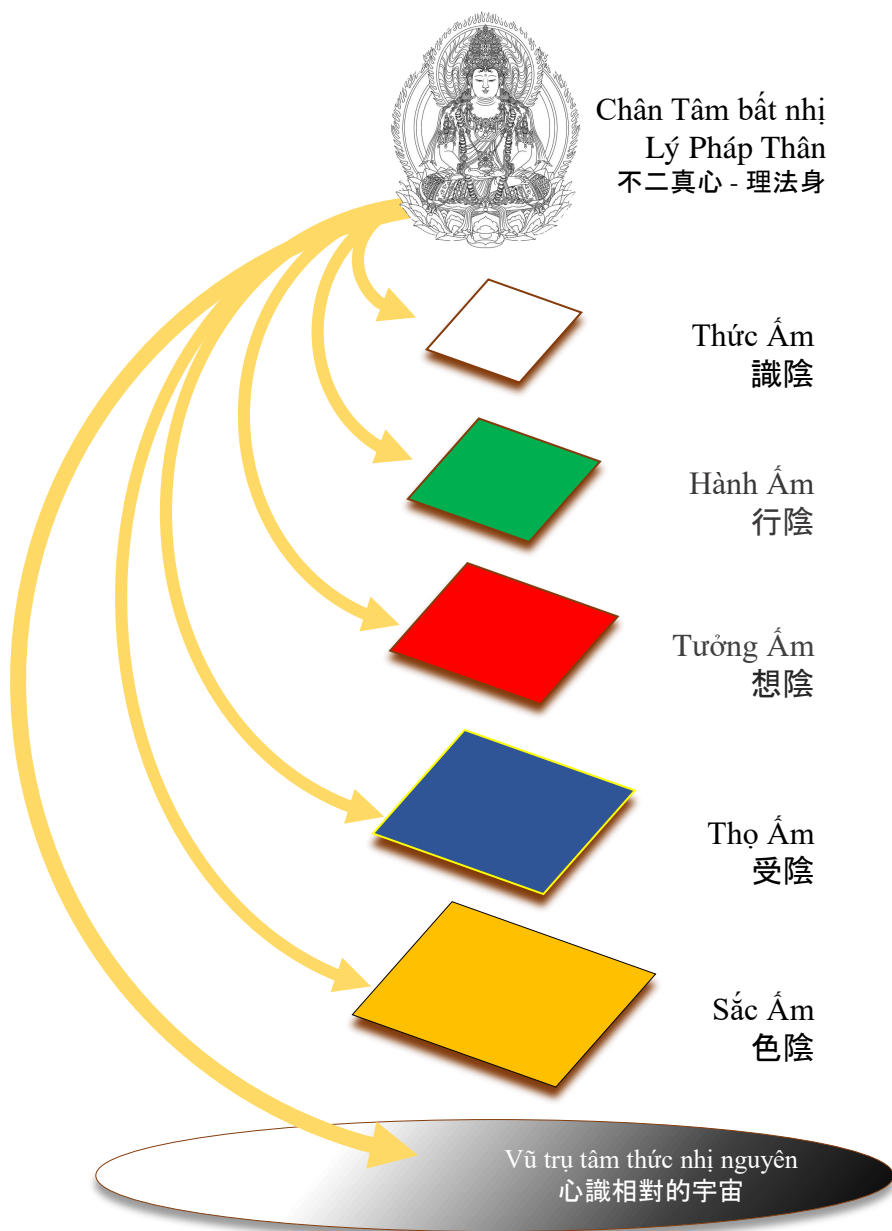 Chân Tâm bất nhị
Lý Pháp Thân
不二真心 - 理法身
Thức Ấm
識陰
Hành Ấm
行陰
Tưởng Ấm
想陰
Thọ Ấm
受陰
Sắc Ấm
色陰
Vũ trụ tâm thức nhị nguyên
心識相對的宇宙